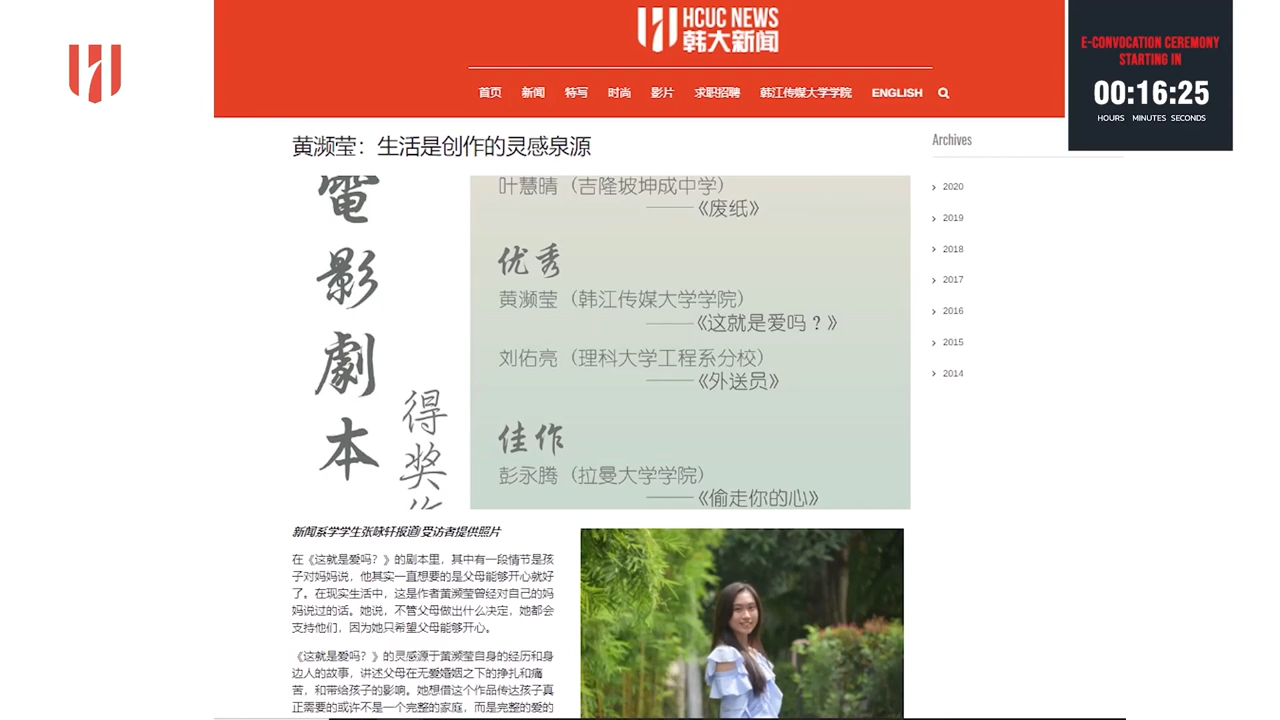 HCUC NEWS
韩大新闻
首页 新闻 特写 时尚 影片 求职招聘 韩江传媒大学学院 ENGLISH
E-CONVOCATION CEREMONY
STARTING IN
00:16:25
HOURS MINUTES SECONDS
黄濒莹：生活是创作的灵感泉源
電影劇本
得奖
叶慧晴（吉隆坡坤成中学）
——《废纸》
优秀
黄濒莹（韩江传媒大学学院）
——《这就是爱吗？》
刘佑亮（理科大学工程系分校）
——《外送员》
佳作
彭永腾（拉曼大学学院）
——《偷走你的心》
Archives
2020
2019
2018
2017
2016
2015
2014
新闻系学学生张咏轩报道/受访者提供照片
在《这就是爱吗？》的剧本里，其中有一段情节是孩
子对妈妈说，他其实一直想要的是父母能够开心就好
了。在现实生活中，这是作者黄濒莹曾经对自己的妈
妈说过的话。她说，不管父母做出什么决定，她都会
支持他们，因为她只希望父母能够开心。
《这就是爱吗？》的灵感源于黄濒莹自身的经历和身
边人的故事，讲述父母在无爱婚姻之下的挣扎和痛
苦，和带给孩子的影响。她想借这个作品传达孩子真
正需要的或许不是一个完整的家庭，而是完整的爱的